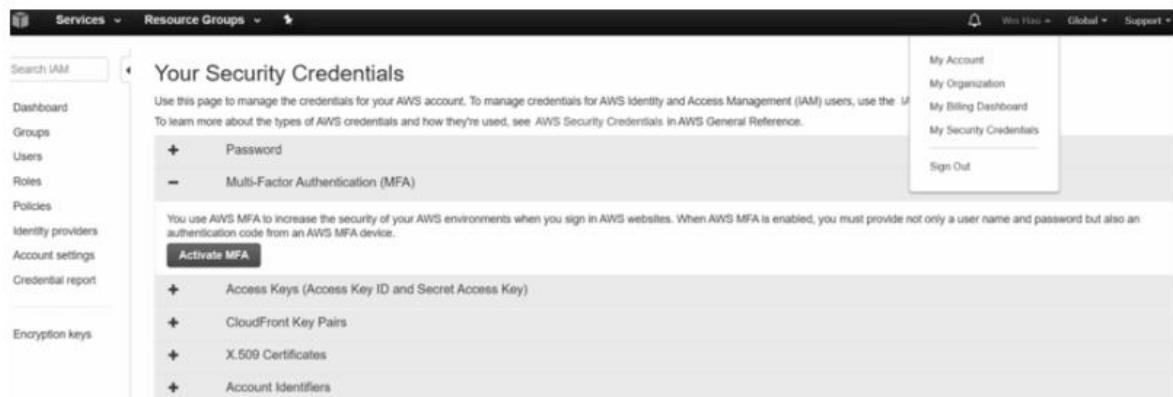 Services Resource Groups Global Support
Search IAM
Dashboard
Groups
Users
Roles
Policies
Identity providers
Account settings
Credential report
Encryption keys
Your Security Credentials
Use this page to manage the credentials for your AWS account. To manage credentials for AWS Identity and Access Management (IAM) users, use the
To learn more about the types of AWS credentials and how they're used, see AWS Security Credentials in AWS General Reference.
+ Password
− Multi-Factor Authentication (MFA)
You use AWS MFA to increase the security of your AWS environments when you sign in AWS websites. When AWS MFA is enabled, you must provide not only a user name and password but also an
authentication code from an AWS MFA device.
Activate MFA
+ Access Keys (Access Key ID and Secret Access Key)
+ CloudFront Key Pairs
+ X.509 Certificates
+ Account Identifiers
My Account
My Organization
My Billing Dashboard
My Security Credentials
Sign Out